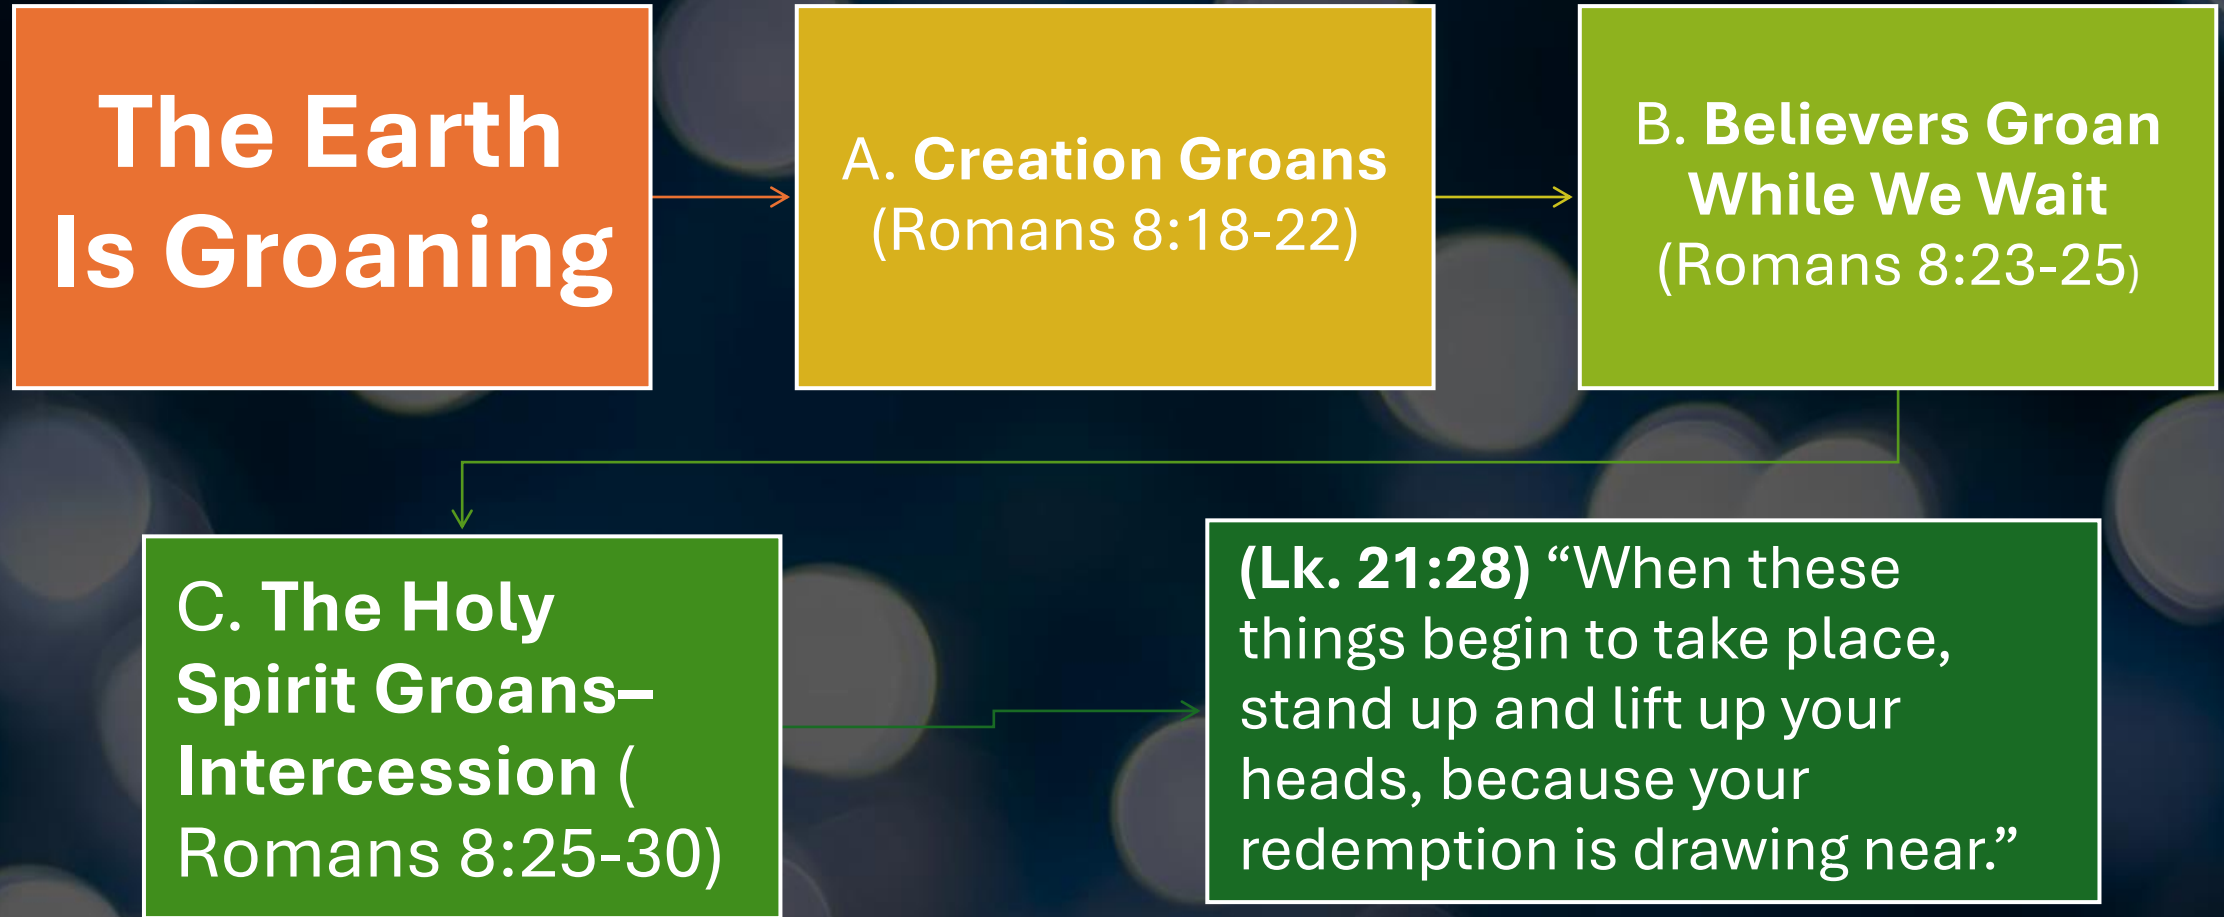 The Earth
Is Groaning
A. Creation Groans
(Romans 8:18-22)
B. Believers Groan
While We Wait
(Romans 8:23-25)
C. The Holy
Spirit Groans–
Intercession (
Romans 8:25-30)
(Lk. 21:28) “When these
things begin to take place,
stand up and lift up your
heads, because your
redemption is drawing near.”